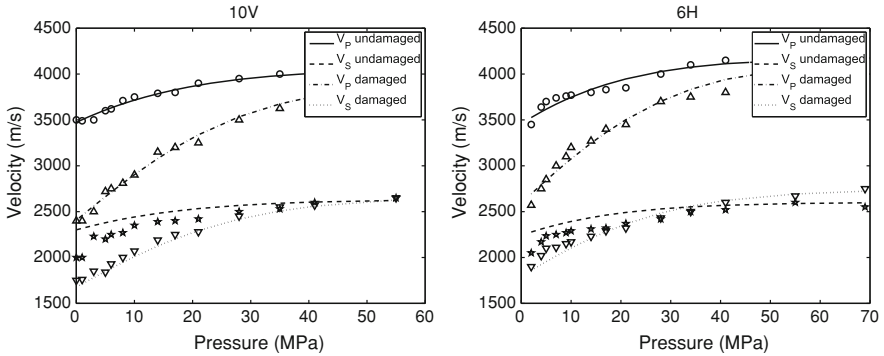 10V
4500
4000
3500
3000
2500
2000
1500
Velocity (m/s)
0 10 20 30 40 50 60
Pressure (MPa)
V_P undamaged
V_S undamaged
V_P damaged
V_S damaged
6H
4500
4000
3500
3000
2500
2000
1500
Velocity (m/s)
0 10 20 30 40 50 60 70
Pressure (MPa)
V_P undamaged
V_S undamaged
V_P damaged
V_S damaged